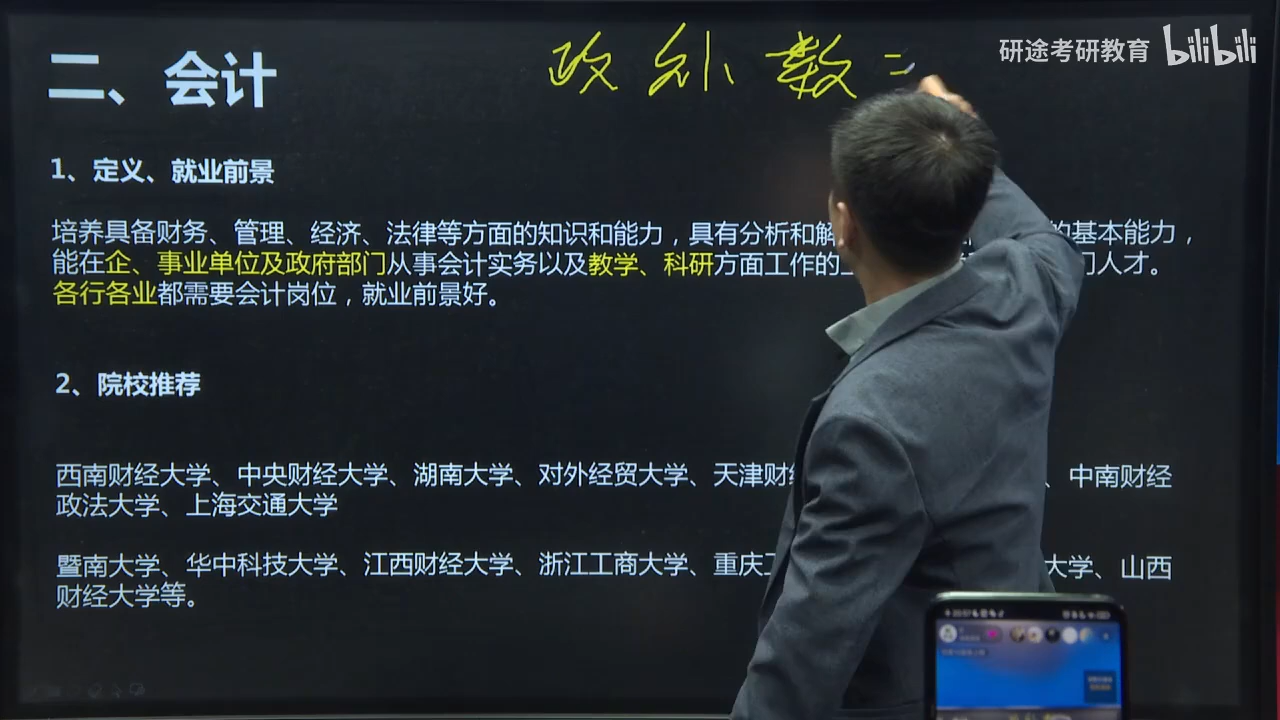 研途考研教育 bilibili
政 外 数二
二、会计
1、定义、就业前景
培养具备财务、管理、经济、法律等方面的知识和能力，具有分析和解 的基本能力，
能在企、事业单位及政府部门从事会计实务以及教学、科研方面工作的 门人才。
各行各业都需要会计岗位，就业前景好。
2、院校推荐
西南财经大学、中央财经大学、湖南大学、对外经贸大学、天津财 、中南财经
政法大学、上海交通大学
暨南大学、华中科技大学、江西财经大学、浙江工商大学、重庆工 大学、山西
财经大学等。